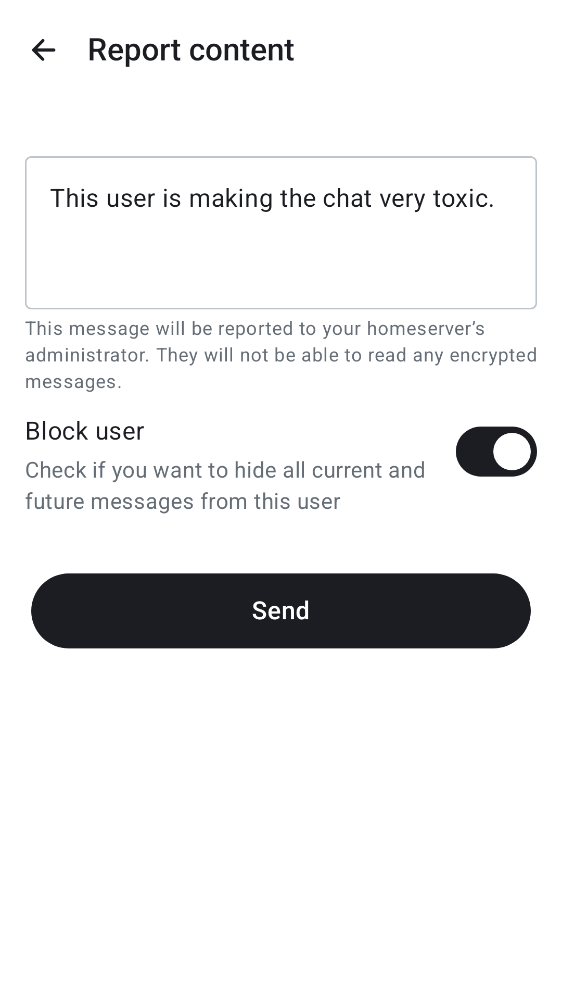 Report content
This user is making the chat very toxic.
This message will be reported to your homeserver’s
administrator. They will not be able to read any encrypted
messages.
Block user
Check if you want to hide all current and
future messages from this user
Send